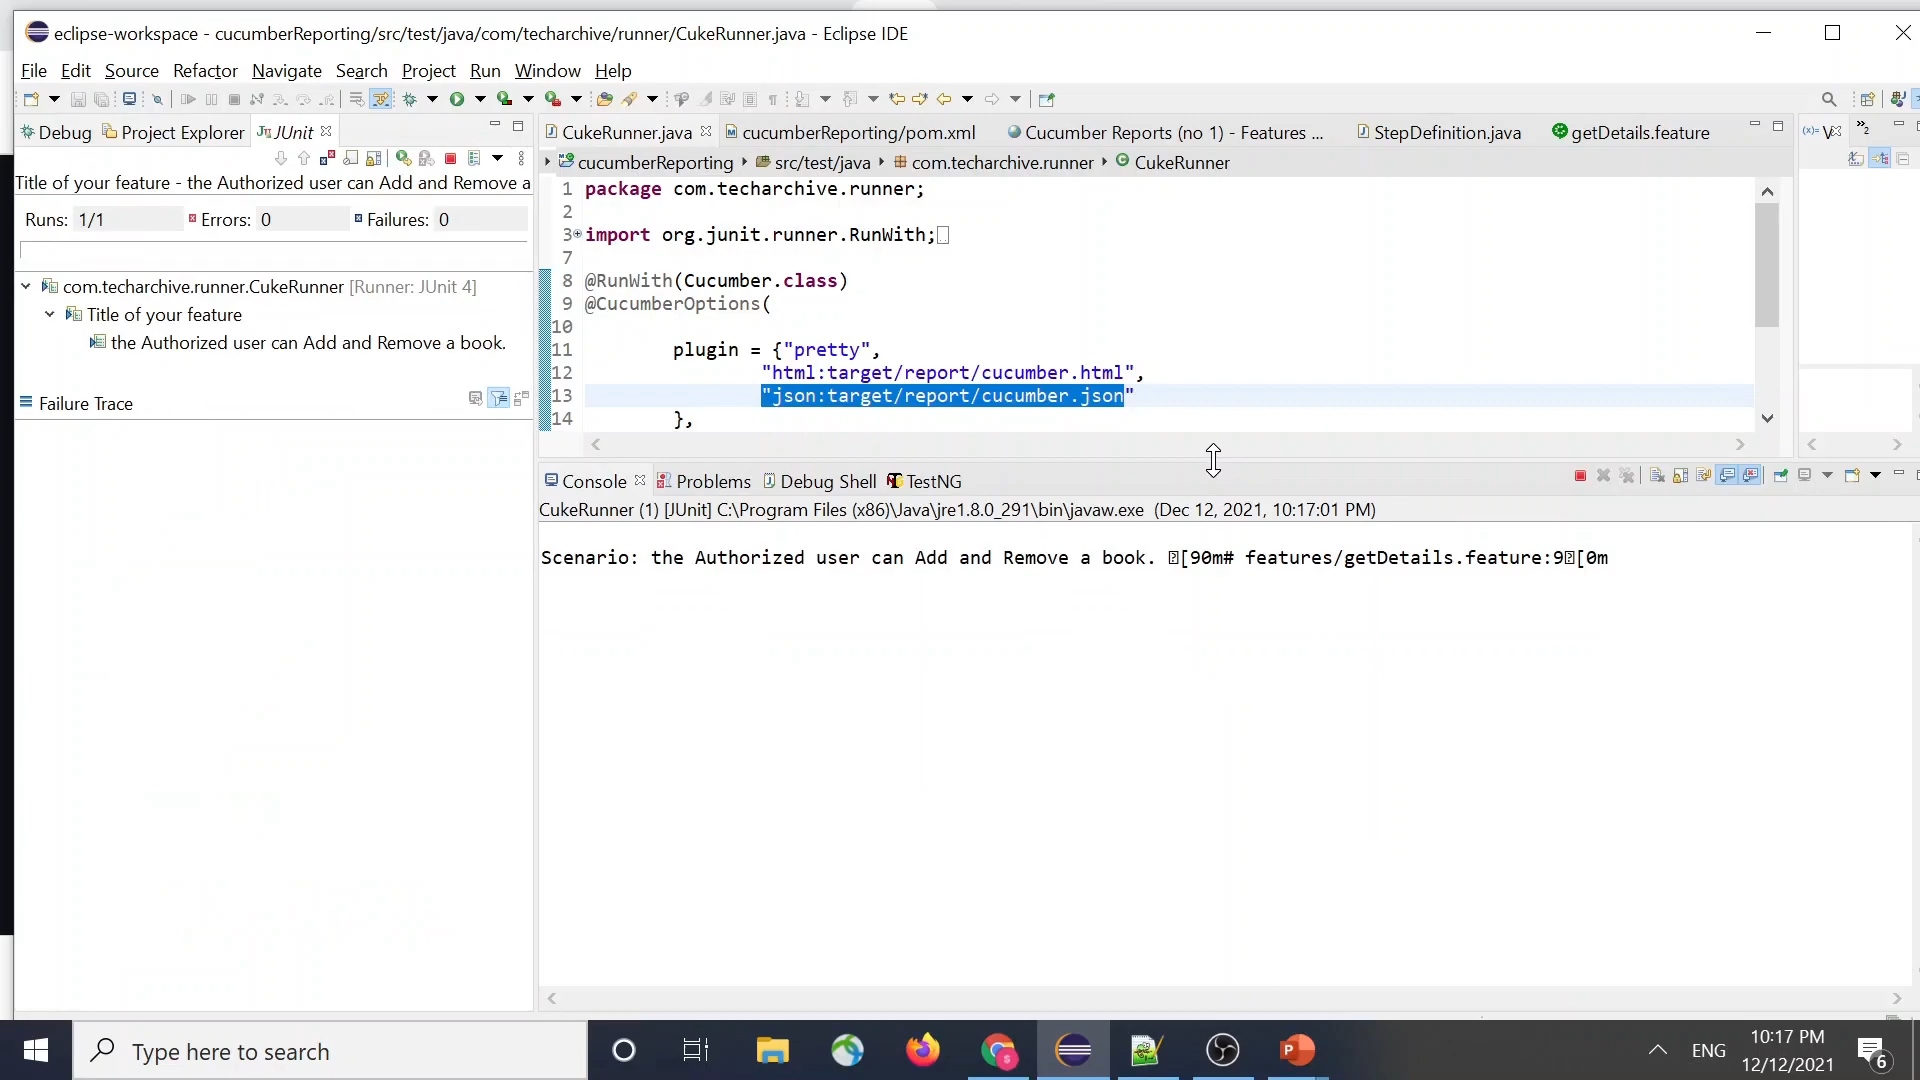 eclipse-workspace - cucumberReporting/src/test/java/com/techarchive/runner/CukeRunner.java - Eclipse IDE
File Edit Source Refactor Navigate Search Project Run Window Help
Debug Project Explorer JUnit
Title of your feature - the Authorized user can Add and Remove a
Runs: 1/1 Errors: 0 Failures: 0
com.techarchive.runner.CukeRunner [Runner: JUnit 4]
Title of your feature
the Authorized user can Add and Remove a book.
Failure Trace
CukeRunner.java cucumberReporting/pom.xml Cucumber Reports (no 1) - Features ... StepDefinition.java getDetails.feature
cucumberReporting src/test/java com.techarchive.runner CukeRunner
1 package com.techarchive.runner;
2
3 import org.junit.runner.RunWith;
7
8 @RunWith(Cucumber.class)
9 @CucumberOptions(
10
11 plugin = {"pretty",
12 "html:target/report/cucumber.html",
13 "json:target/report/cucumber.json"
14 },
Console Problems Debug Shell TestNG
CukeRunner (1) [JUnit] C:\Program Files (x86)\Java\jre1.8.0_291\bin\javaw.exe (Dec 12, 2021, 10:17:01 PM)
Scenario: the Authorized user can Add and Remove a book. [90m# features/getDetails.feature:9[0m
Type here to search
ENG
10:17 PM
12/12/2021
6